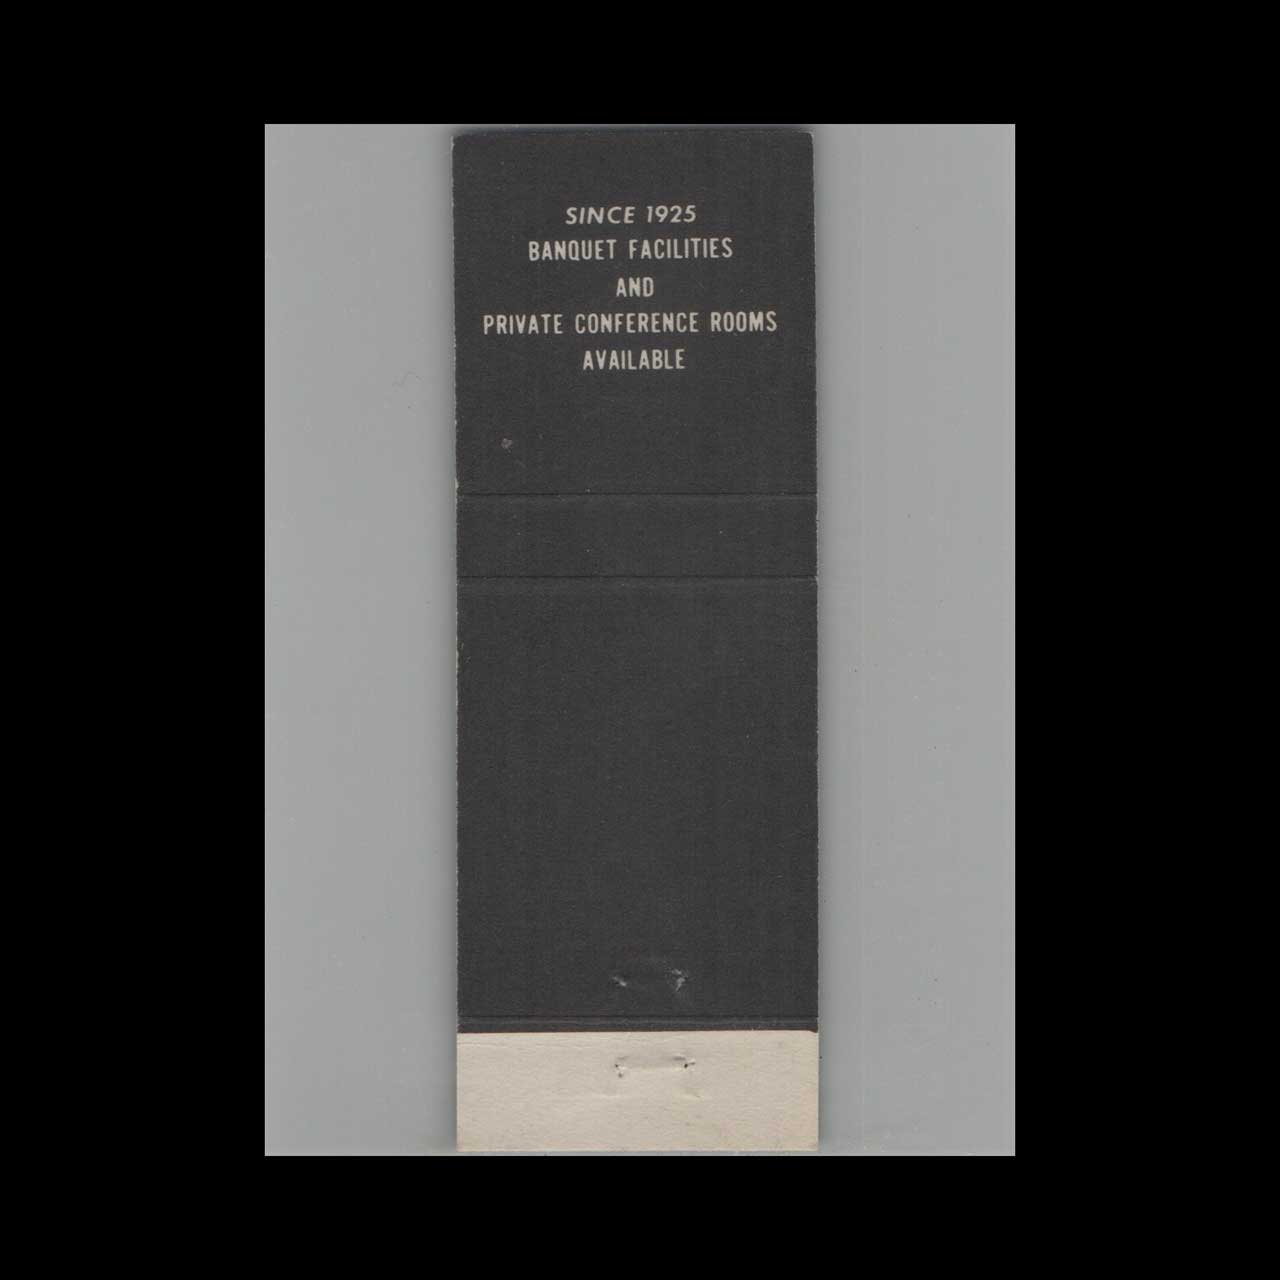 SINCE 1925
BANQUET FACILITIES
AND
PRIVATE CONFERENCE ROOMS
AVAILABLE